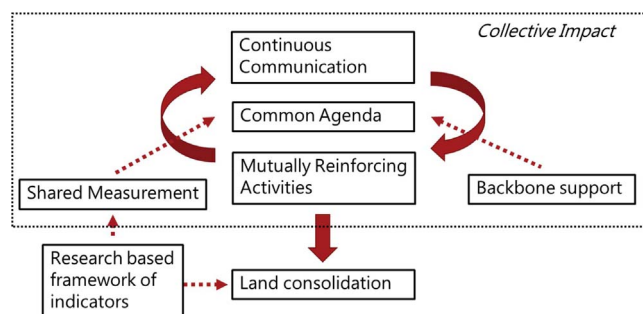 Collective Impact
Continuous
Communication
Common Agenda
Mutually Reinforcing
Activities
Shared Measurement
Backbone support
Research based
framework of
indicators
Land consolidation